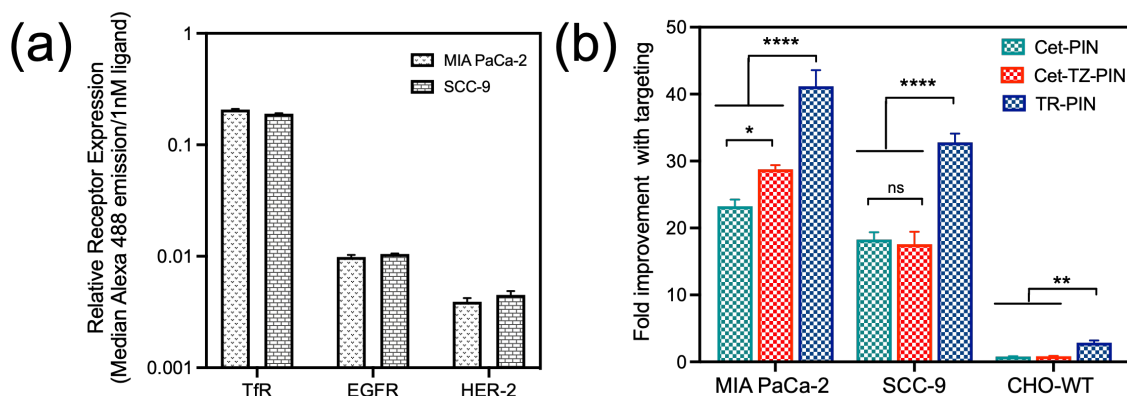 (a)
Relative Receptor Expression
(Median Alexa 488 emission/1nM ligand)
1
0.1
0.01
0.001
MIA PaCa-2
SCC-9
TfR
EGFR
HER-2
(b)
Fold improvement with targeting
50
40
30
20
10
0
****
*
****
ns
**
Cet-PIN
Cet-TZ-PIN
TR-PIN
MIA PaCa-2
SCC-9
CHO-WT